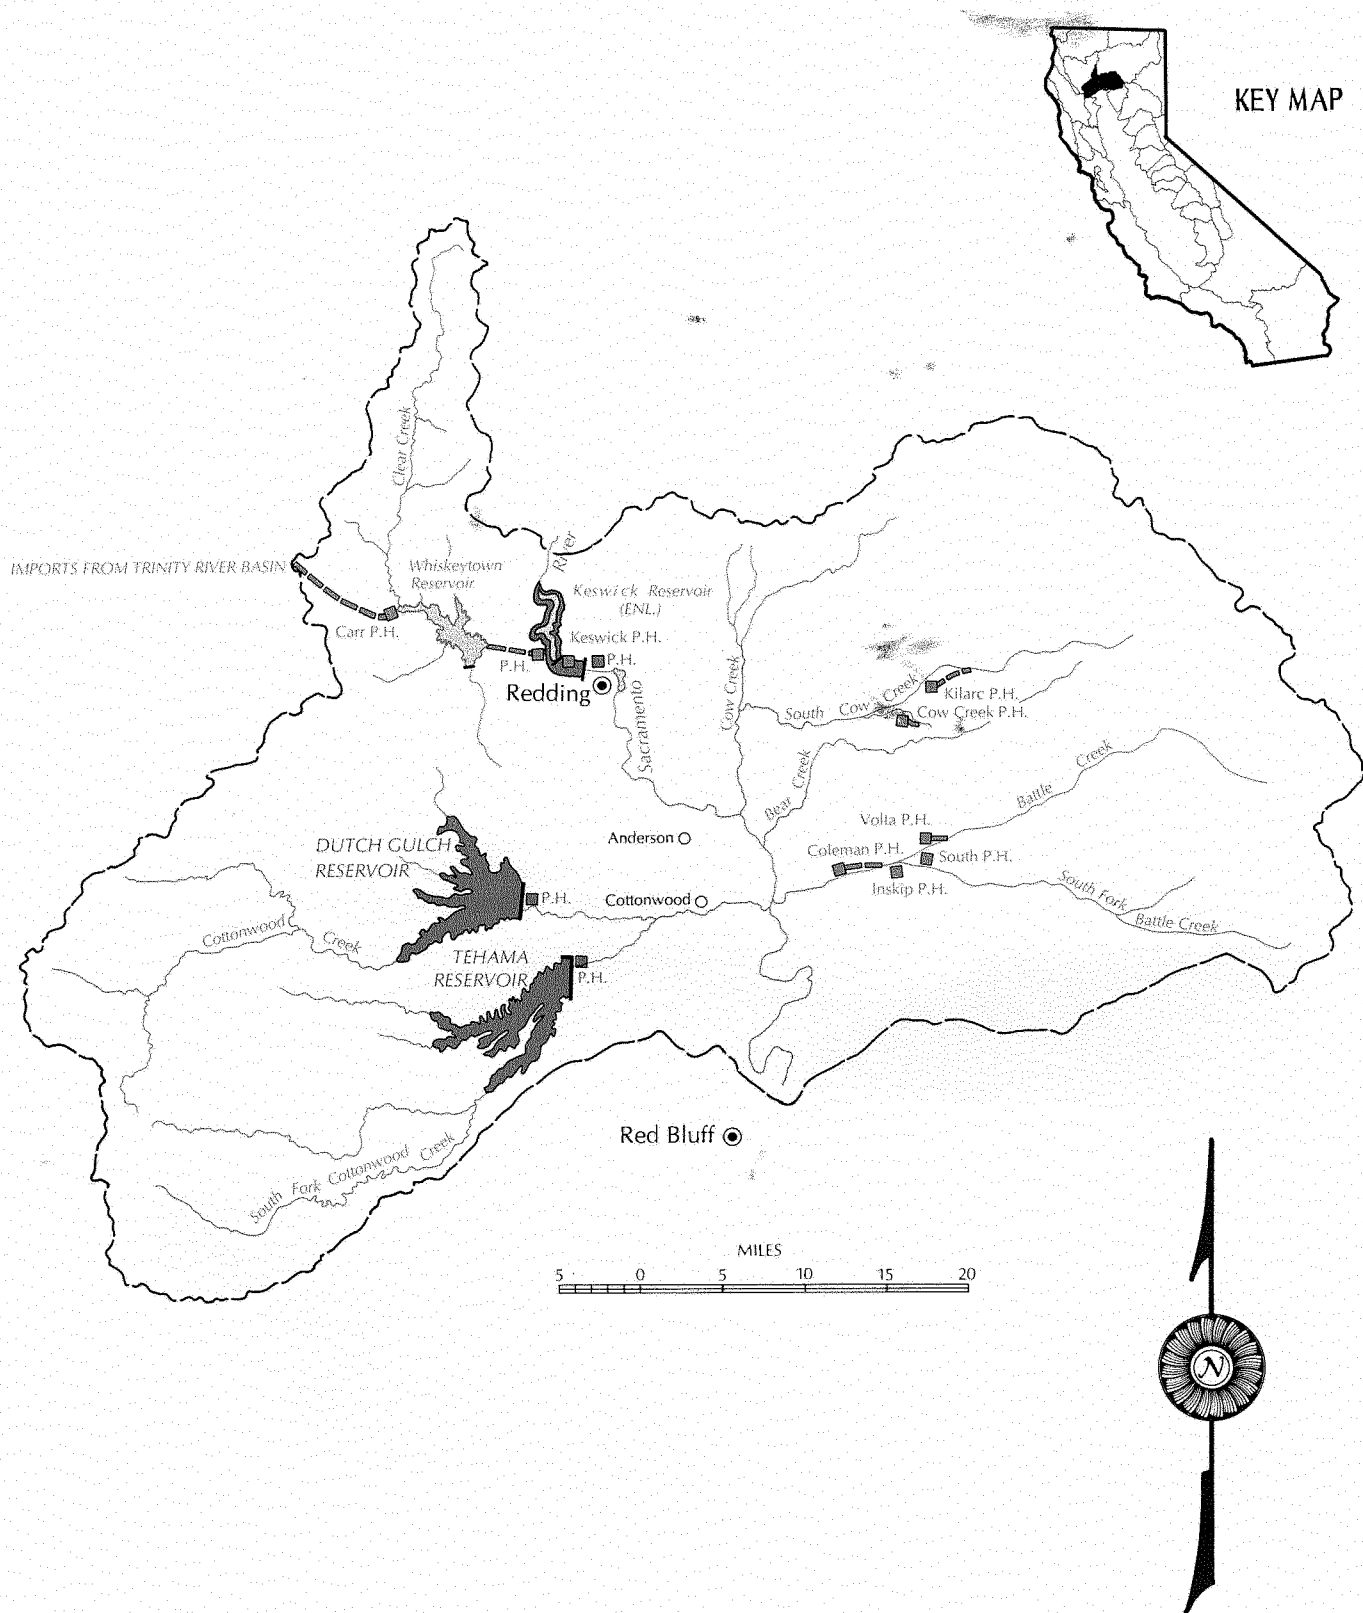 KEY MAP
Clear Creek
IMPORTS FROM TRINITY RIVER BASIN
Whiskeytown
Reservoir
River
Keswick Reservoir
(ENL.)
Carr P.H.
Keswick P.H.
P.H.
P.H.
Redding
Sacramento
Cow Creek
South Cow Creek
Kilarc P.H.
Cow Creek P.H.
Bear Creek
Battle Creek
Volta P.H.
Anderson
Coleman P.H.
South P.H.
Inskip P.H.
DUTCH GULCH
RESERVOIR
P.H.
Cottonwood
South Fork Battle Creek
Cottonwood Creek
TEHAMA
RESERVOIR
P.H.
Red Bluff
South Fork Cottonwood Creek
MILES
5 0 5 10 15 20
N